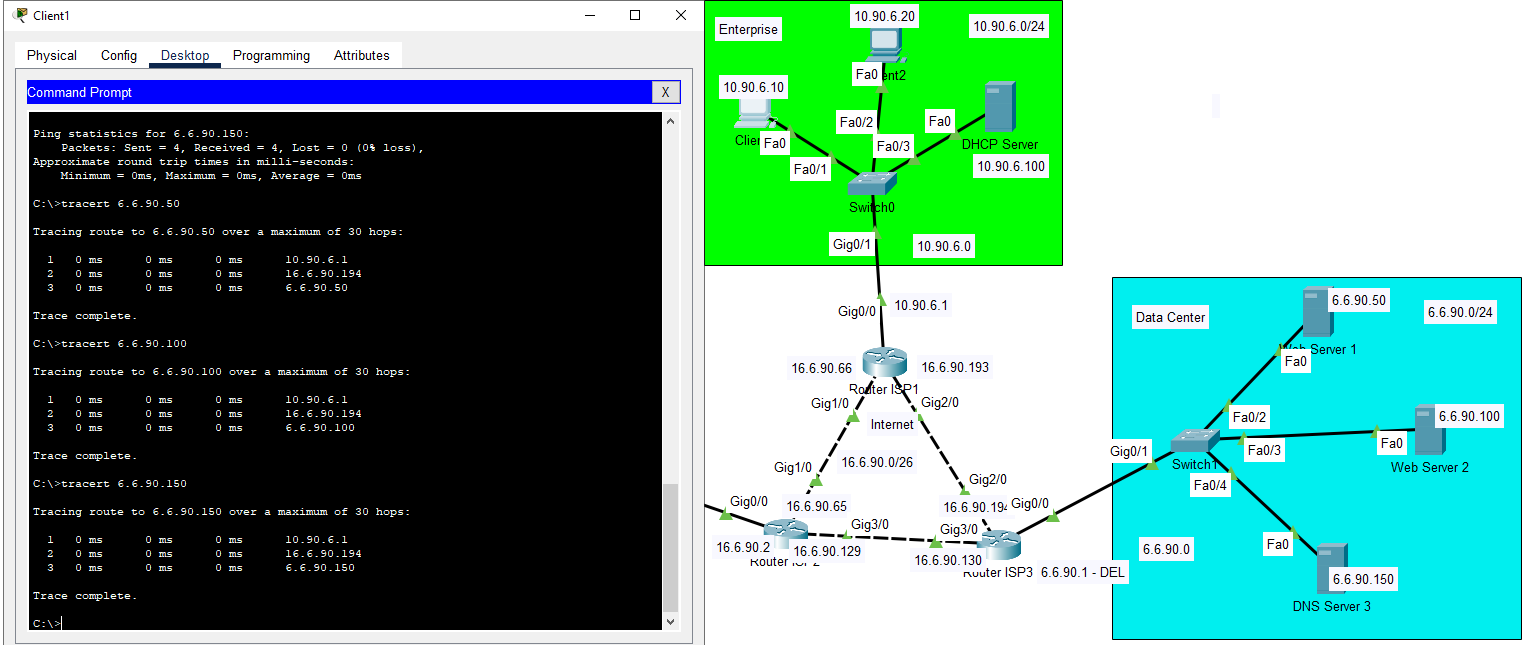 Client1
Physical Config Desktop Programming Attributes
Command Prompt
X
Ping statistics for 6.6.90.150:
Packets: Sent = 4, Received = 4, Lost = 0 (0% loss),
Approximate round trip times in milli-seconds:
Minimum = 0ms, Maximum = 0ms, Average = 0ms
C:\>tracert 6.6.90.50
Tracing route to 6.6.90.50 over a maximum of 30 hops:
1 0 ms 0 ms 0 ms 10.90.6.1
2 0 ms 0 ms 0 ms 16.6.90.194
3 0 ms 0 ms 0 ms 6.6.90.50
Trace complete.
C:\>tracert 6.6.90.100
Tracing route to 6.6.90.100 over a maximum of 30 hops:
1 0 ms 0 ms 0 ms 10.90.6.1
2 0 ms 0 ms 0 ms 16.6.90.194
3 0 ms 0 ms 0 ms 6.6.90.100
Trace complete.
C:\>tracert 6.6.90.150
Tracing route to 6.6.90.150 over a maximum of 30 hops:
1 0 ms 0 ms 0 ms 10.90.6.1
2 0 ms 0 ms 0 ms 16.6.90.194
3 0 ms 0 ms 0 ms 6.6.90.150
Trace complete.
C:\>
Enterprise
10.90.6.20
10.90.6.0/24
Fa0
10.90.6.10
Fa0/2
Fa0
Fa0
Fa0/3
DHCP Server
Fa0/1
10.90.6.100
Switch0
Gig0/1
10.90.6.0
Gig0/0
10.90.6.1
16.6.90.66
16.6.90.193
Router ISP1
Gig1/0
Gig2/0
Internet
16.6.90.0/26
Gig1/0
Gig2/0
Gig0/0
16.6.90.65
Gig0/0
Gig3/0
Gig3/0
16.6.90.2
16.6.90.129
16.6.90.130
Router ISP3
6.6.90.1 - DEL
Data Center
6.6.90.50
6.6.90.0/24
Web Server 1
Fa0
Fa0/2
6.6.90.100
Gig0/1
Fa0/3
Fa0
Switch1
Web Server 2
Fa0/4
6.6.90.0
Fa0
6.6.90.150
DNS Server 3